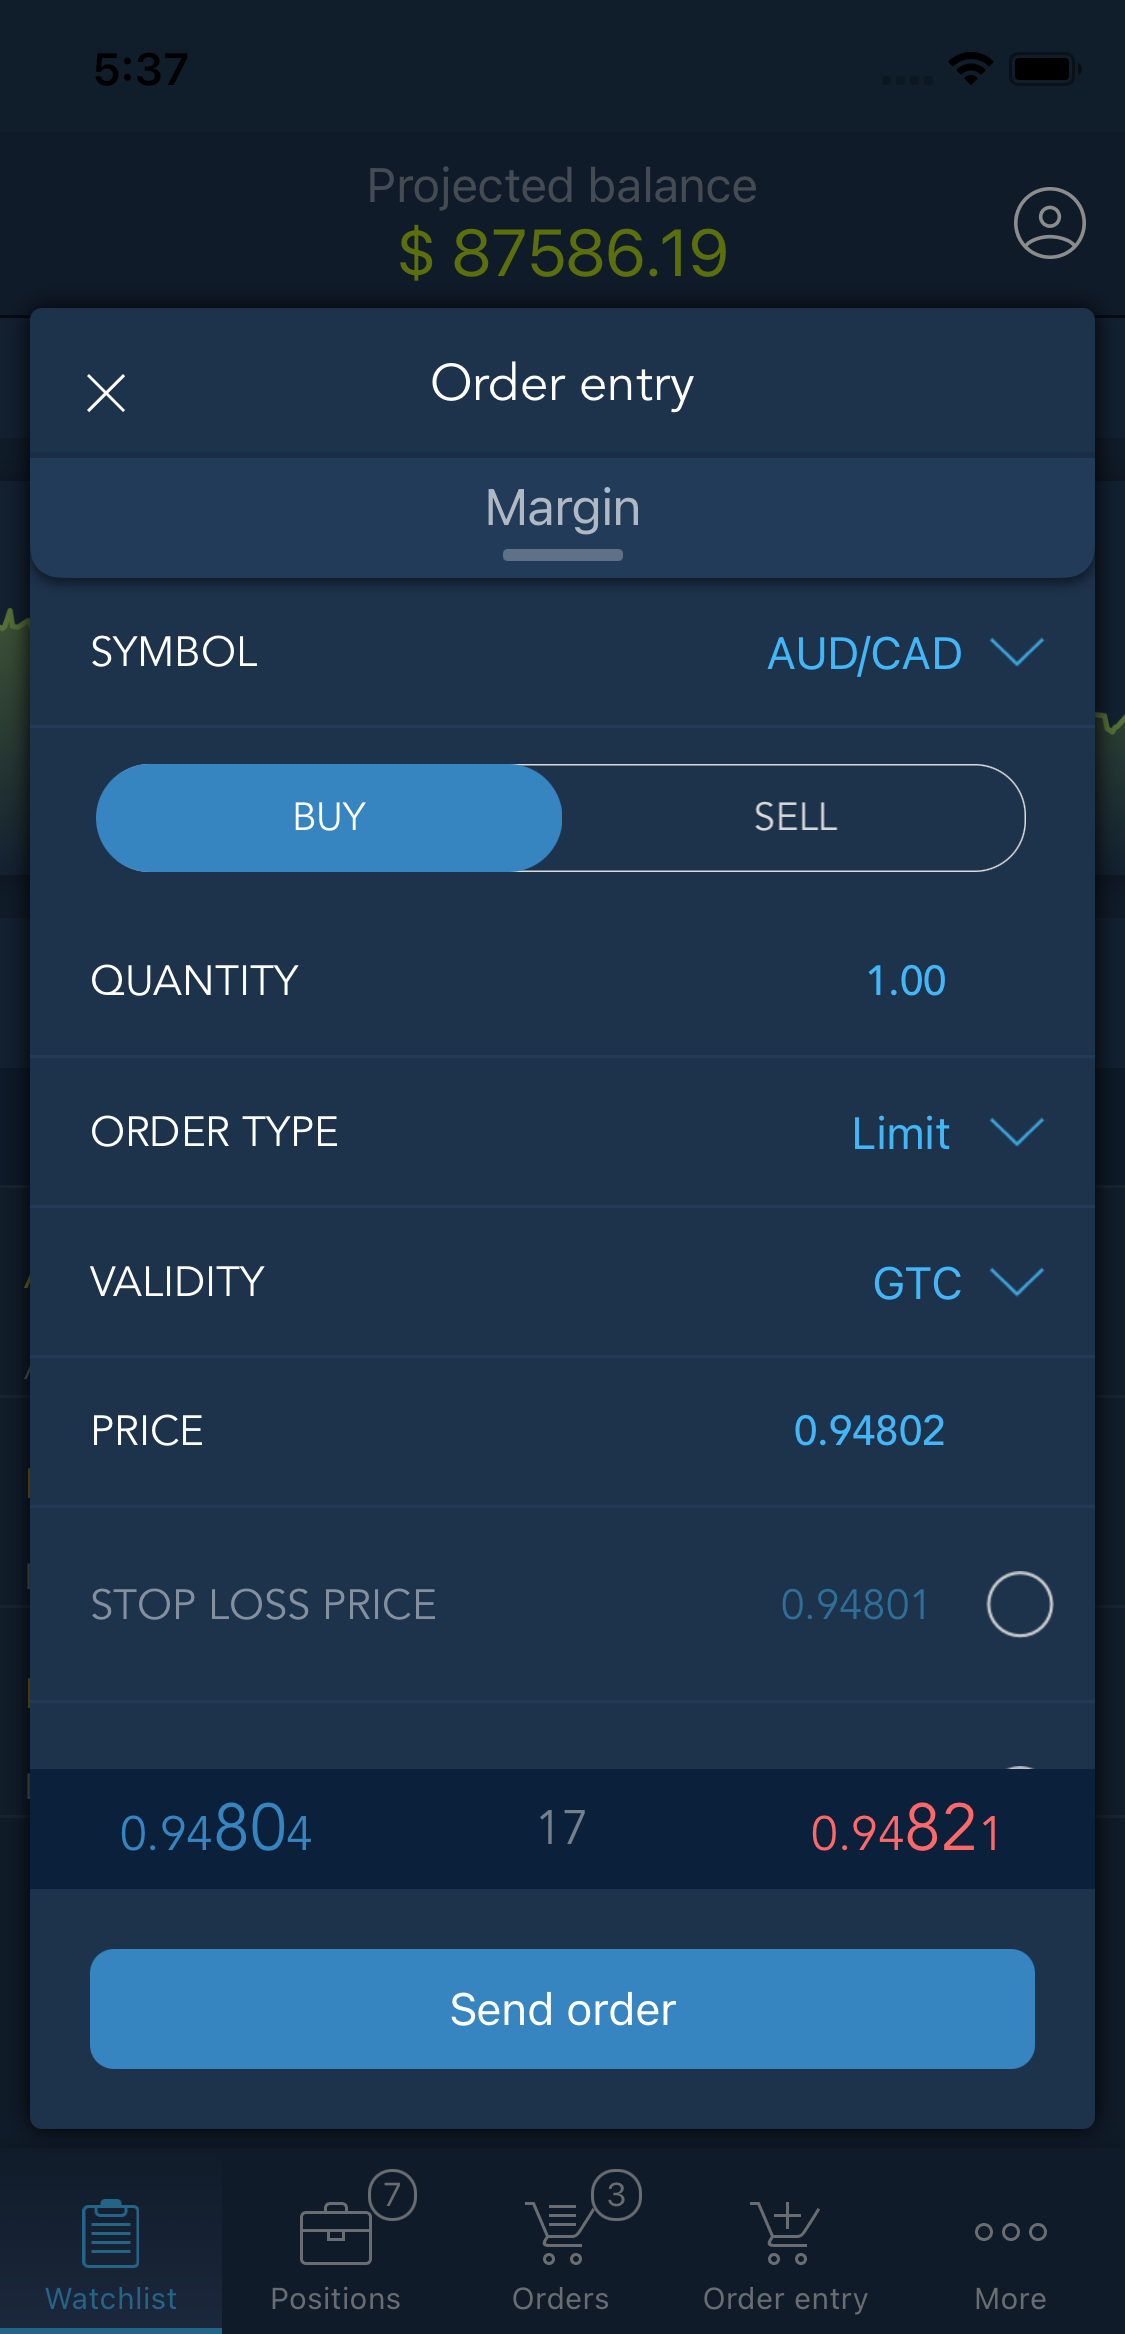 5:37
Projected balance
$ 87586.19
Order entry
Margin
SYMBOL AUD/CAD
BUY SELL
QUANTITY 1.00
ORDER TYPE Limit
VALIDITY GTC
PRICE 0.94802
STOP LOSS PRICE 0.94801
0.94804 17 0.94821
Send order
7 3
Watchlist Positions Orders Order entry More